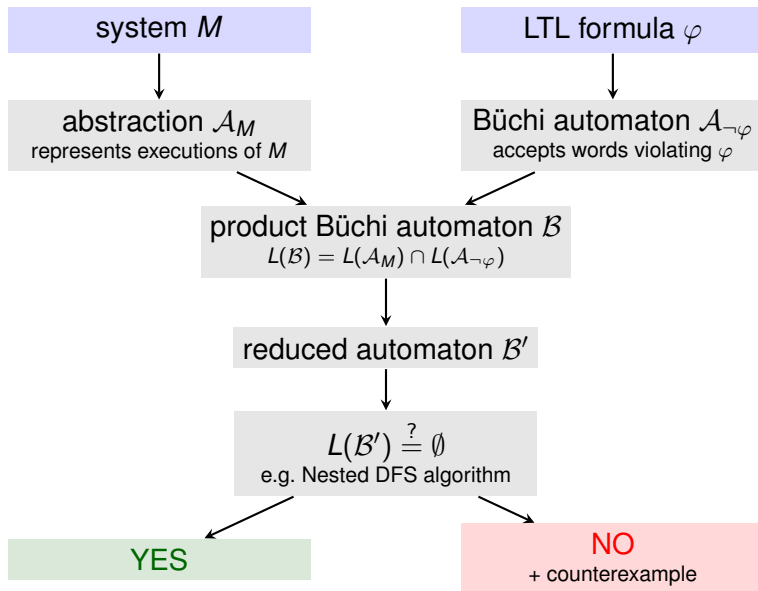 system M
LTL formula φ
abstraction 𝒜_M
represents executions of M
Büchi automaton 𝒜_¬φ
accepts words violating φ
product Büchi automaton ℬ
L(ℬ) = L(𝒜_M) ∩ L(𝒜_¬φ)
reduced automaton ℬ′
L(ℬ′) ≟ ∅
e.g. Nested DFS algorithm
YES
NO
+ counterexample